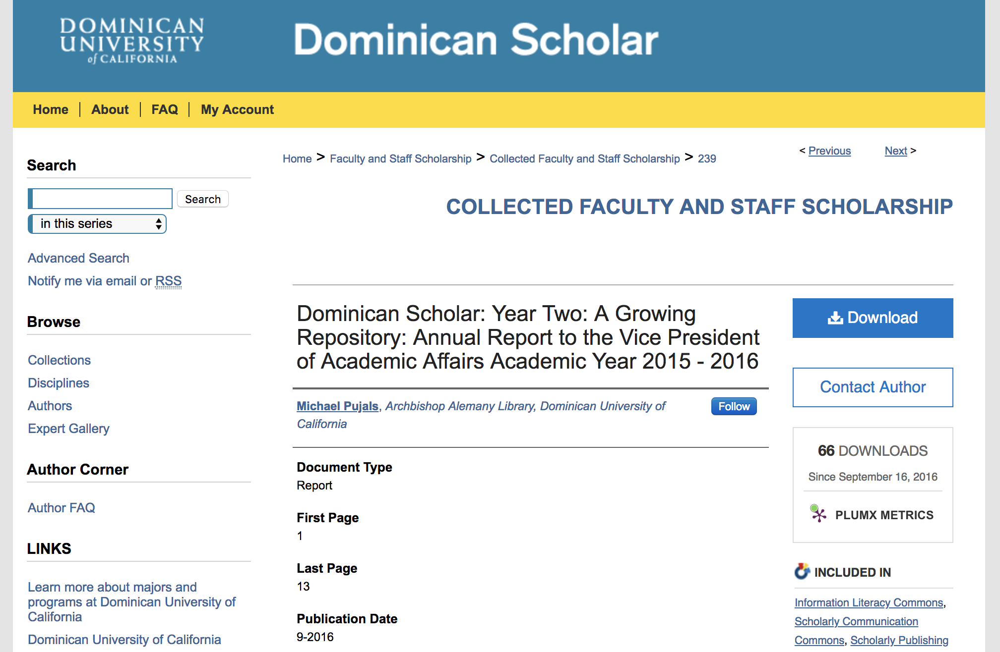 DOMINICAN
UNIVERSITY
of CALIFORNIA
Dominican Scholar
Home | About | FAQ | My Account
Search
Search
in this series
Advanced Search
Notify me via email or RSS
Browse
Collections
Disciplines
Authors
Expert Gallery
Author Corner
Author FAQ
LINKS
Learn more about majors and
programs at Dominican University of
California
Dominican University of California
Home > Faculty and Staff Scholarship > Collected Faculty and Staff Scholarship > 239
< Previous Next >
COLLECTED FACULTY AND STAFF SCHOLARSHIP
Dominican Scholar: Year Two: A Growing
Repository: Annual Report to the Vice President
of Academic Affairs Academic Year 2015 - 2016
Michael Pujals, Archbishop Alemany Library, Dominican University of
California
Follow
Document Type
Report
First Page
1
Last Page
13
Publication Date
9-2016
Download
Contact Author
66 DOWNLOADS
Since September 16, 2016
PLUMX METRICS
INCLUDED IN
Information Literacy Commons,
Scholarly Communication
Commons, Scholarly Publishing